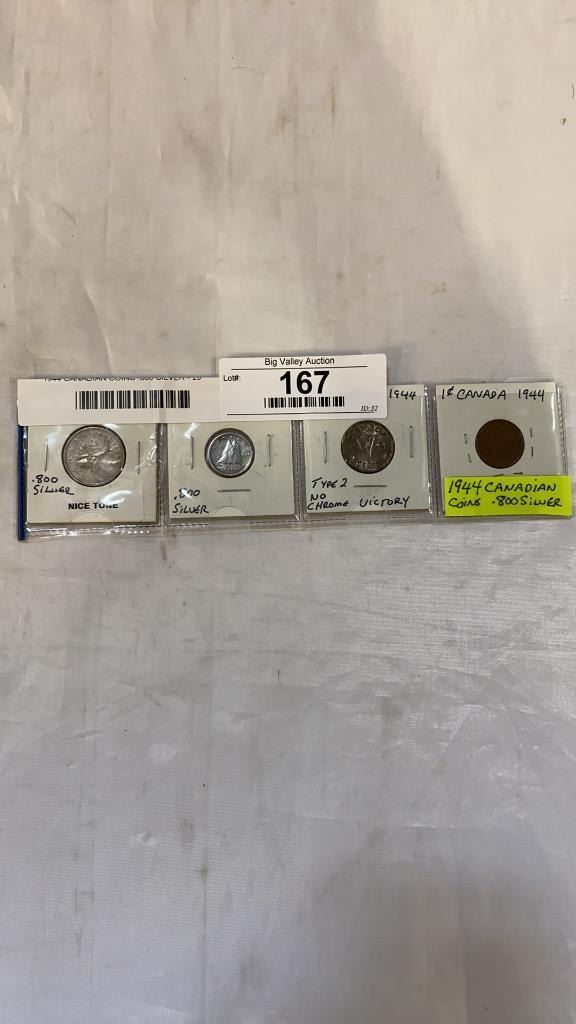 Big Valley Auction
Lot#:
167
ID:32
1944 CANADIAN COINS .800 SILVER - 25
.800
SILVER
NICE TONE
.800
SILVER
1944
TYPE 2
NO
CHROME VICTORY
1¢ CANADA 1944
1944 CANADIAN
COINS .800 SILVER